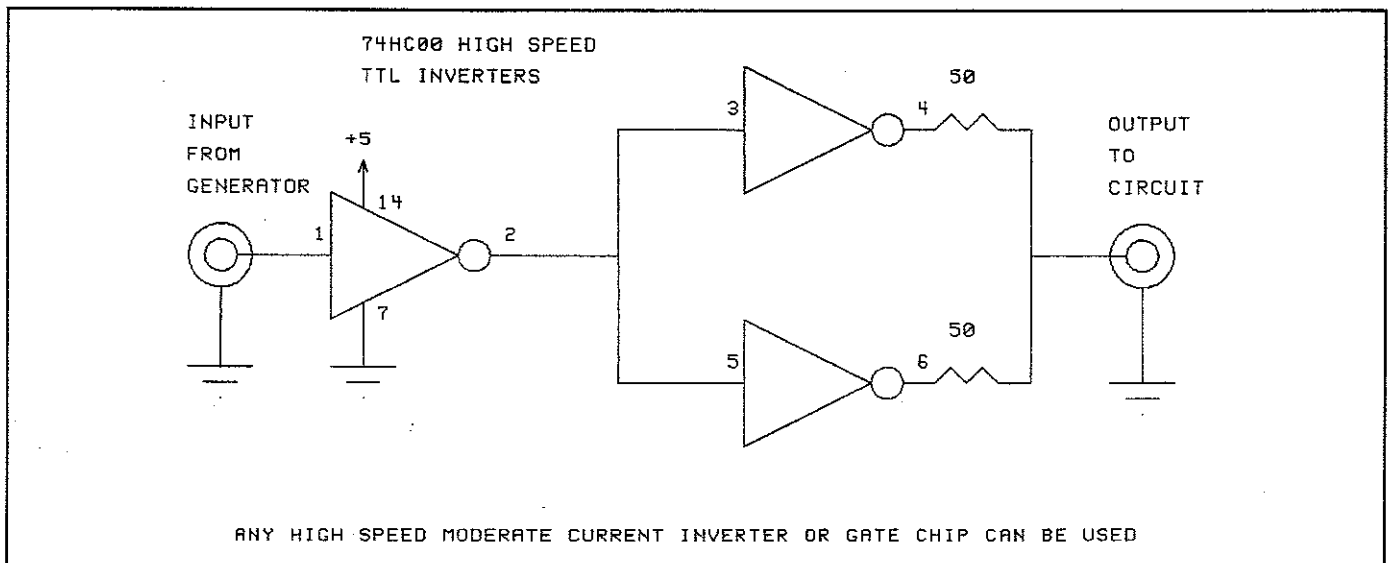 74HC00 HIGH SPEED
TTL INVERTERS
INPUT
FROM
GENERATOR
+5
14
1
2
7
3
4
50
5
6
50
OUTPUT
TO
CIRCUIT
ANY HIGH SPEED MODERATE CURRENT INVERTER OR GATE CHIP CAN BE USED